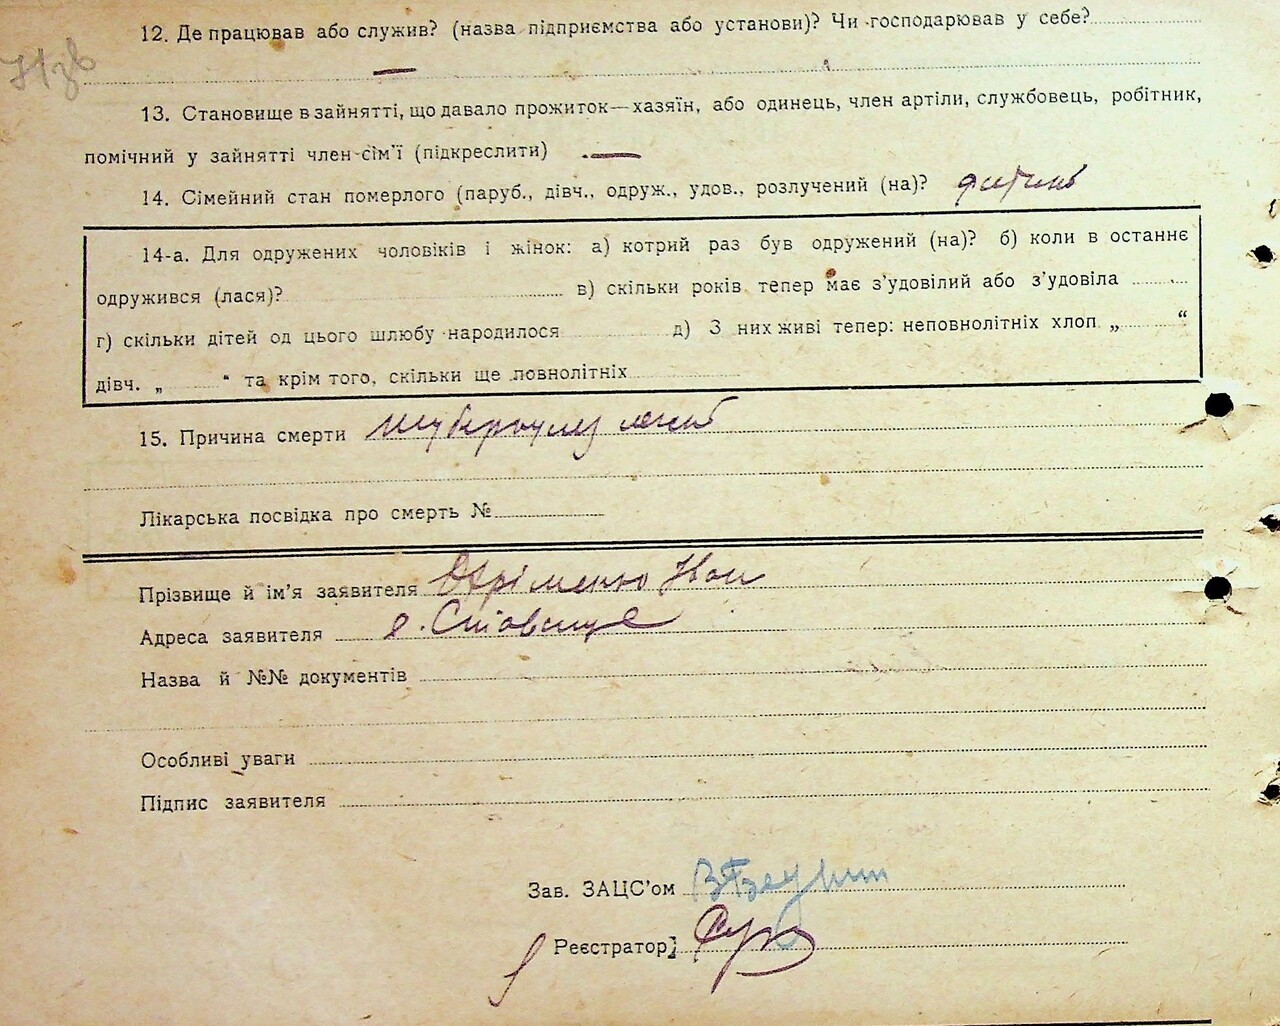 12. Де працював або служив? (назва підприємства або установи)? Чи господарював у себе?
—
13. Становище в зайнятті, що давало прожиток—хазяїн, або одинець, член артіли, службовець, робітник,
помічний у зайнятті член сім’ї (підкреслити) —
14. Сімейний стан померлого (паруб., дівч., одруж., удов., розлучений (на)?
14-а. Для одружених чоловіків і жінок: а) котрий раз був одружений (на)? б) коли в останнє
одружився (лася)? в) скільки років тепер має з’удовілий або з’удовіла
г) скільки дітей од цього шлюбу народилося д) З них живі тепер: неповнолітніх хлоп „ “
дівч. „ “ та крім того, скільки ще повнолітніх
15. Причина смерти туберкулез легень
Лікарська посвідка про смерть №
Прізвище й ім’я заявителя
Адреса заявителя с. Ставище
Назва й №№ документів
Особливі уваги
Підпис заявителя
Зав. ЗАЦС’ом
Реєстратор